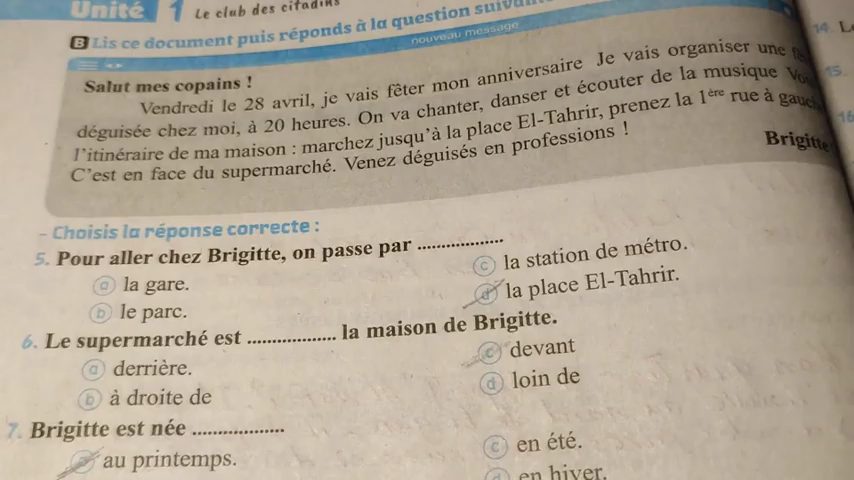 Unité 1 Le club des citadins
B Lis ce document puis réponds à la question
nouveau message
Salut mes copains !
Vendredi le 28 avril, je vais fêter mon anniversaire Je vais organiser une
déguisée chez moi, à 20 heures. On va chanter, danser et écouter de la musique
l'itinéraire de ma maison : marchez jusqu'à la place El-Tahrir, prenez la 1ère rue à
C'est en face du supermarché. Venez déguisés en professions !
Brigitte
- Choisis la réponse correcte :
5. Pour aller chez Brigitte, on passe par ..................
a la gare.
c la station de métro.
b le parc.
d la place El-Tahrir.
6. Le supermarché est .................. la maison de Brigitte.
a derrière.
c devant
b à droite de
d loin de
7. Brigitte est née ..................
a au printemps.
c en été.
d en hiver.
14.
15.
16